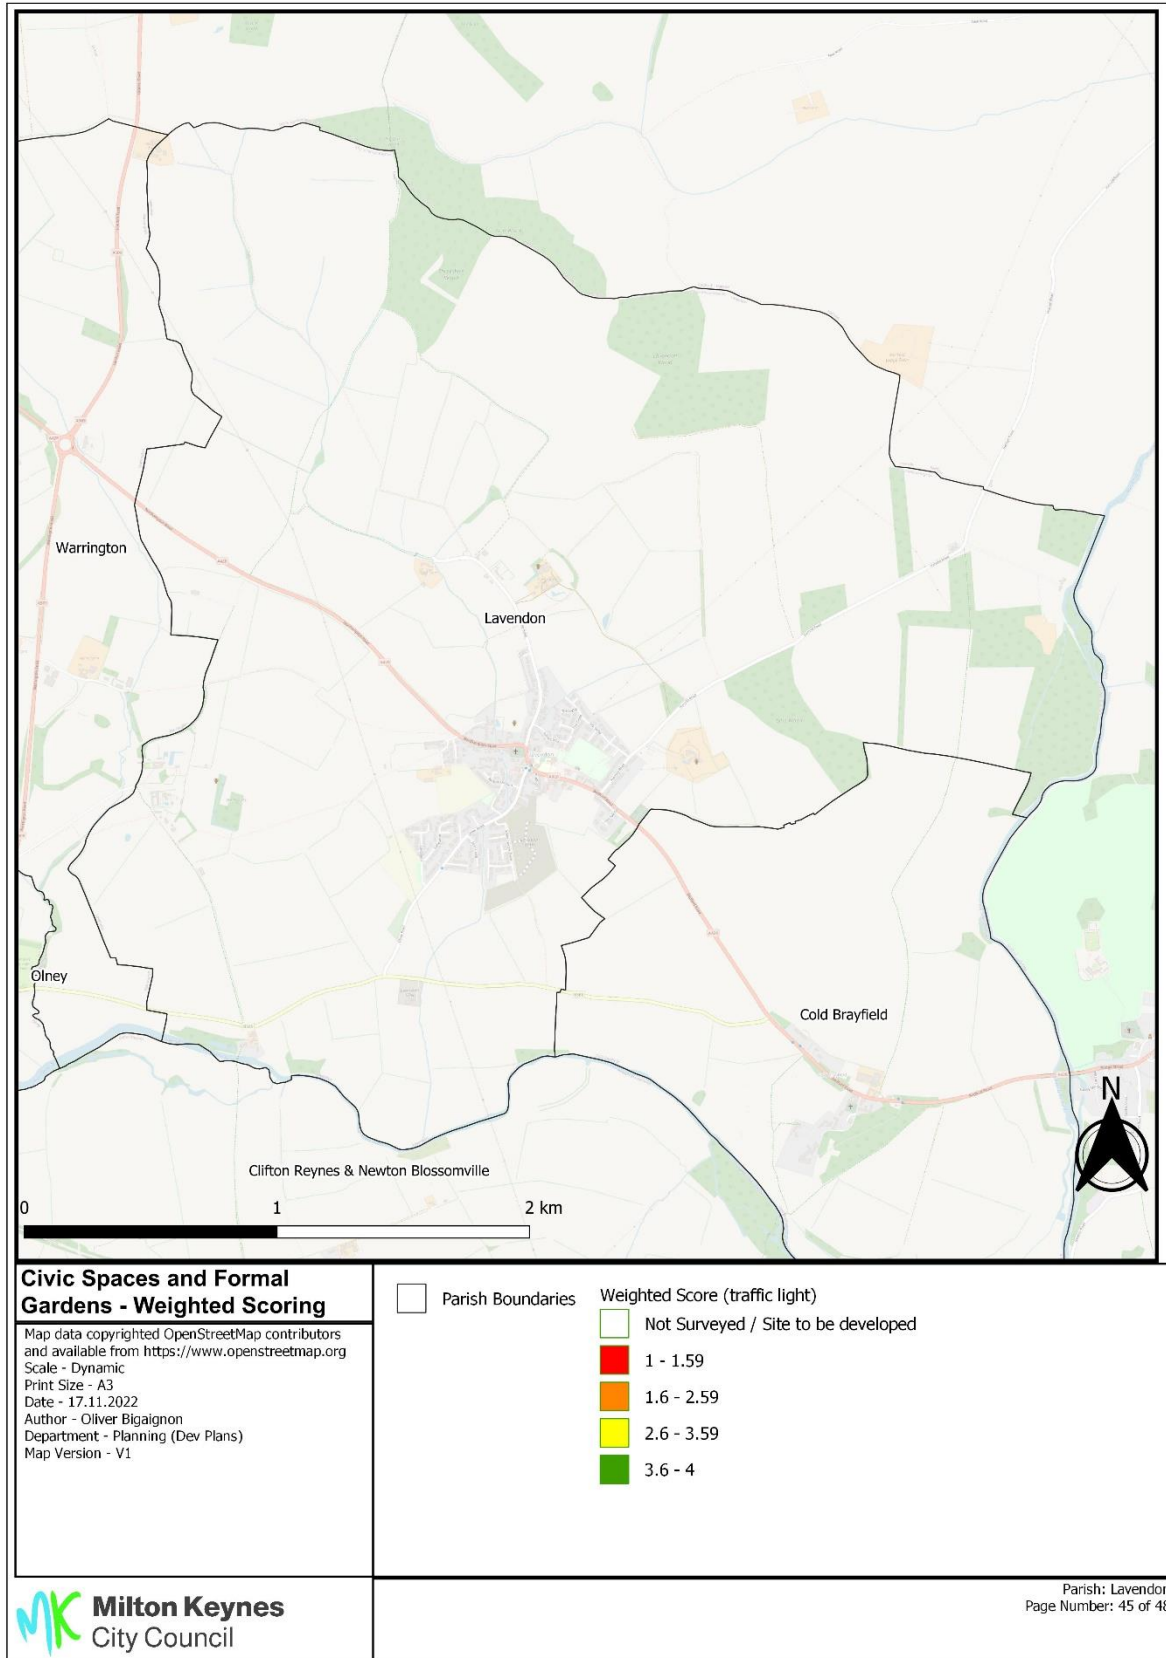 Warrington
Lavendon
Olney
Cold Brayfield
Clifton Reynes & Newton Blossomville
N
0 1 2 km
Civic Spaces and Formal
Gardens - Weighted Scoring
Map data copyrighted OpenStreetMap contributors
and available from https://www.openstreetmap.org
Scale - Dynamic
Print Size - A3
Date - 17.11.2022
Author - Oliver Bigaignon
Department - Planning (Dev Plans)
Map Version - V1
Parish Boundaries
Weighted Score (traffic light)
Not Surveyed / Site to be developed
1 - 1.59
1.6 - 2.59
2.6 - 3.59
3.6 - 4
MK Milton Keynes
City Council
Parish: Lavendon
Page Number: 45 of 48